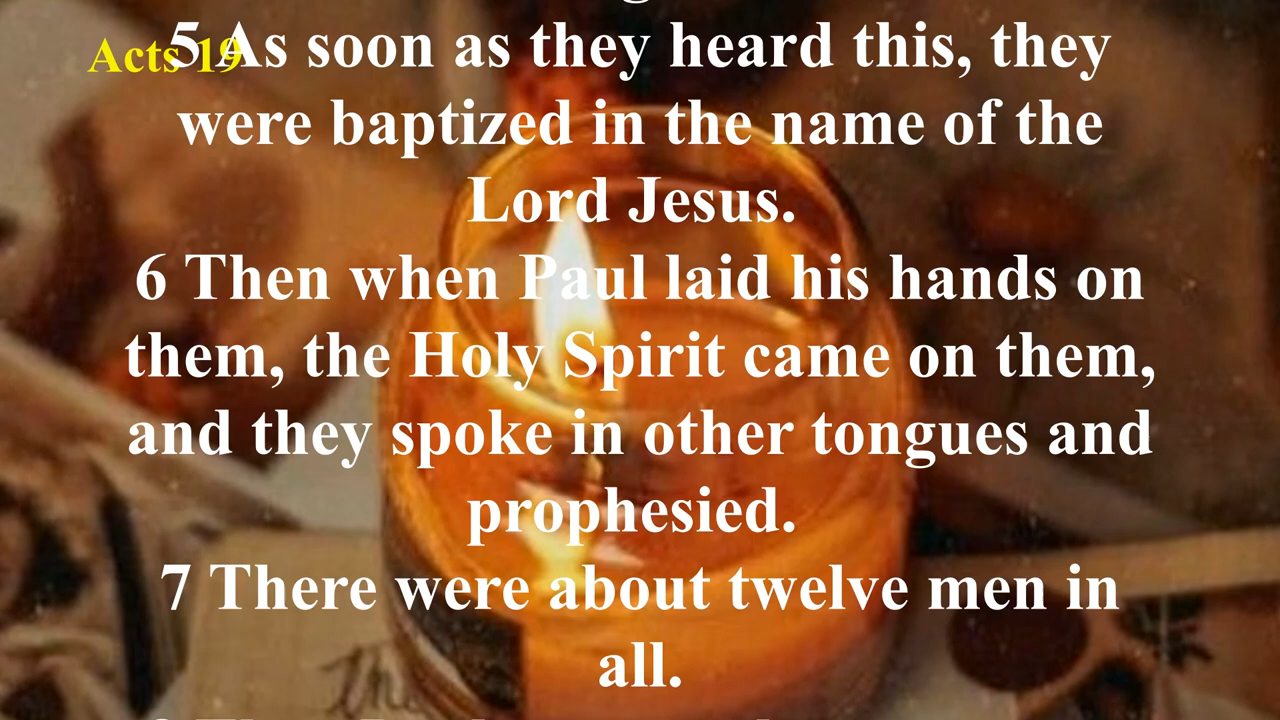 Acts 19
5 As soon as they heard this, they
were baptized in the name of the
Lord Jesus.
6 Then when Paul laid his hands on
them, the Holy Spirit came on them,
and they spoke in other tongues and
prophesied.
7 There were about twelve men in
all.
the